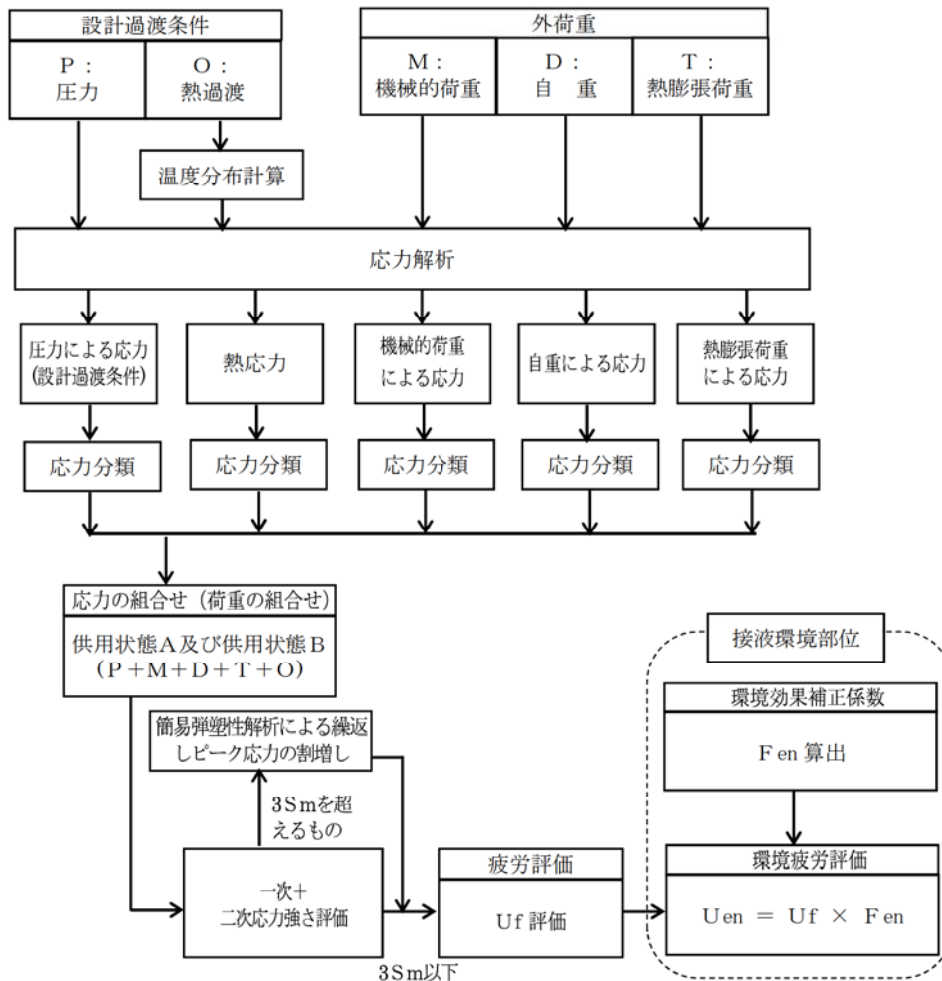 設計過渡条件
P：
圧力
O：
熱過渡
外荷重
M：
機械的荷重
D：
自　重
T：
熱膨張荷重
温度分布計算
応力解析
圧力による応力
(設計過渡条件)
熱応力
機械的荷重
による応力
自重による応力
熱膨張荷重
による応力
応力分類
応力分類
応力分類
応力分類
応力分類
応力の組合せ（荷重の組合せ）
供用状態A及び供用状態B
（P+M+D+T+O）
簡易弾塑性解析による繰返
しピーク応力の割増し
3Smを超
えるもの
一次+
二次応力強さ評価
3Sm以下
疲労評価
Uf 評価
接液環境部位
環境効果補正係数
Fen 算出
環境疲労評価
Uen = Uf × Fen